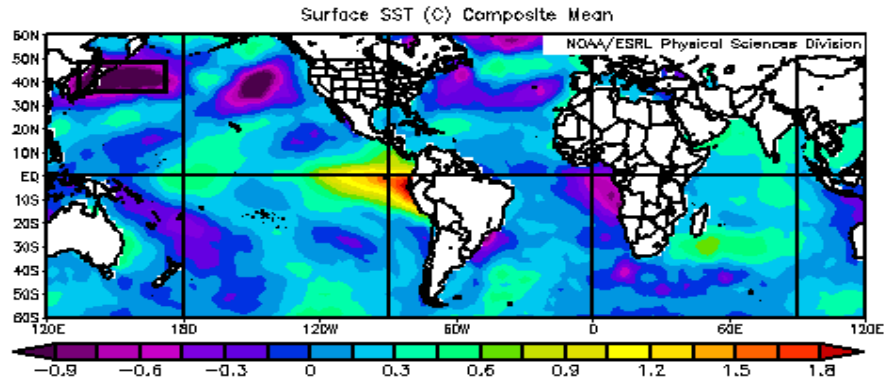 Surface SST (C) Composite Mean
NOAA/ESRL Physical Sciences Division
60N
50N
40N
30N
20N
10N
EQ
10S
20S
30S
40S
50S
60S
120E 180 120W 60W 0 60E 120E
-0.9 -0.6 -0.3 0 0.3 0.6 0.9 1.2 1.5 1.8